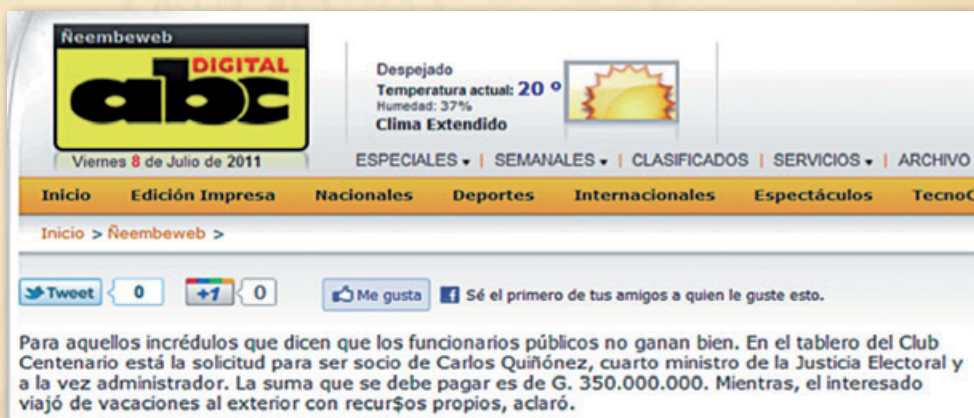 Ñeembeweb
DIGITAL
abc
Viernes 8 de Julio de 2011
Despejado
Temperatura actual: 20 º
Humedad: 37%
Clima Extendido
ESPECIALES | SEMANALES | CLASIFICADOS | SERVICIOS | ARCHIVO
Inicio Edición Impresa Nacionales Deportes Internacionales Espectáculos
Inicio > Ñeembeweb >
Tweet 0 +1 0 Me gusta Sé el primero de tus amigos a quien le guste esto.
Para aquellos incrédulos que dicen que los funcionarios públicos no ganan bien. En el tablero del Club
Centenario está la solicitud para ser socio de Carlos Quiñónez, cuarto ministro de la Justicia Electoral y
a la vez administrador. La suma que se debe pagar es de G. 350.000.000. Mientras, el interesado
viajó de vacaciones al exterior con recur$os propios, aclaró.